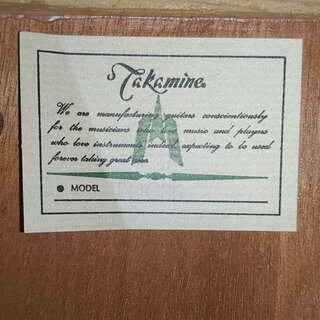 Takamine
We are manufacturing guitars conscientiously
for the musicians who love music and players
who love instruments indeed, expecting to be used
forever taking great care.
MODEL